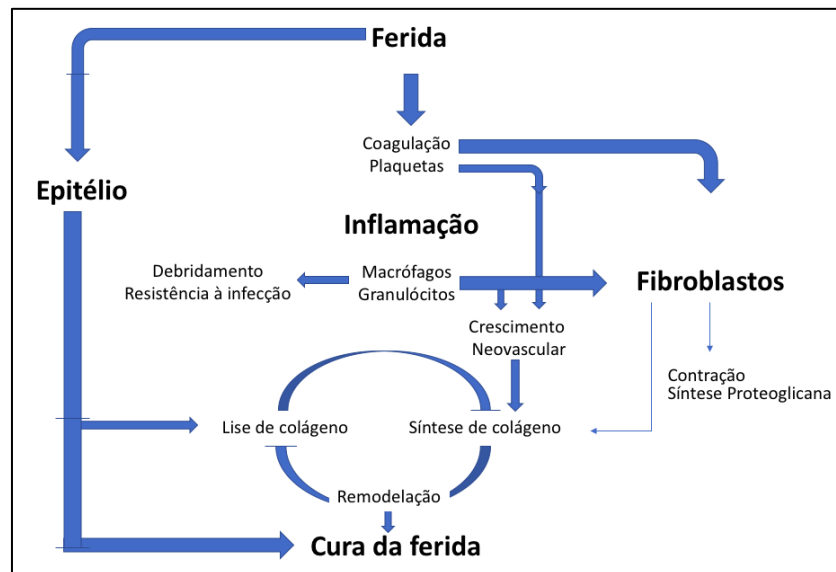 Ferida
Coagulação
Plaquetas
Epitélio
Inflamação
Debridamento
Resistência à infecção
Macrófagos
Granulócitos
Fibroblastos
Crescimento
Neovascular
Contração
Síntese Proteoglicana
Lise de colágeno
Síntese de colágeno
Remodelação
Cura da ferida